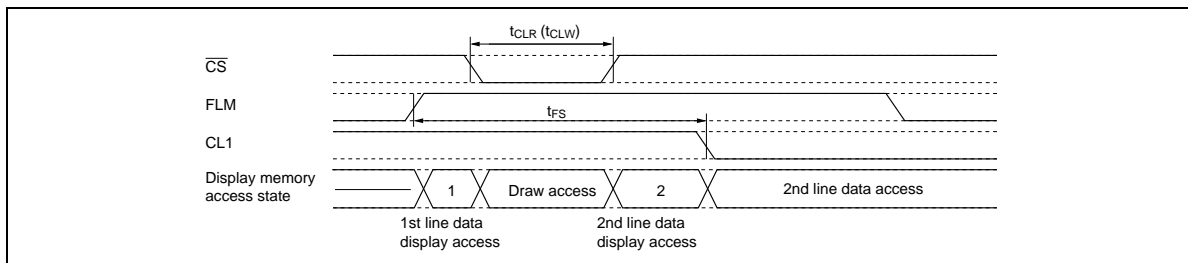 tCLR (tCLW)
CS
FLM
tFS
CL1
Display memory
access state
1
Draw access
2
2nd line data access
1st line data
display access
2nd line data
display access